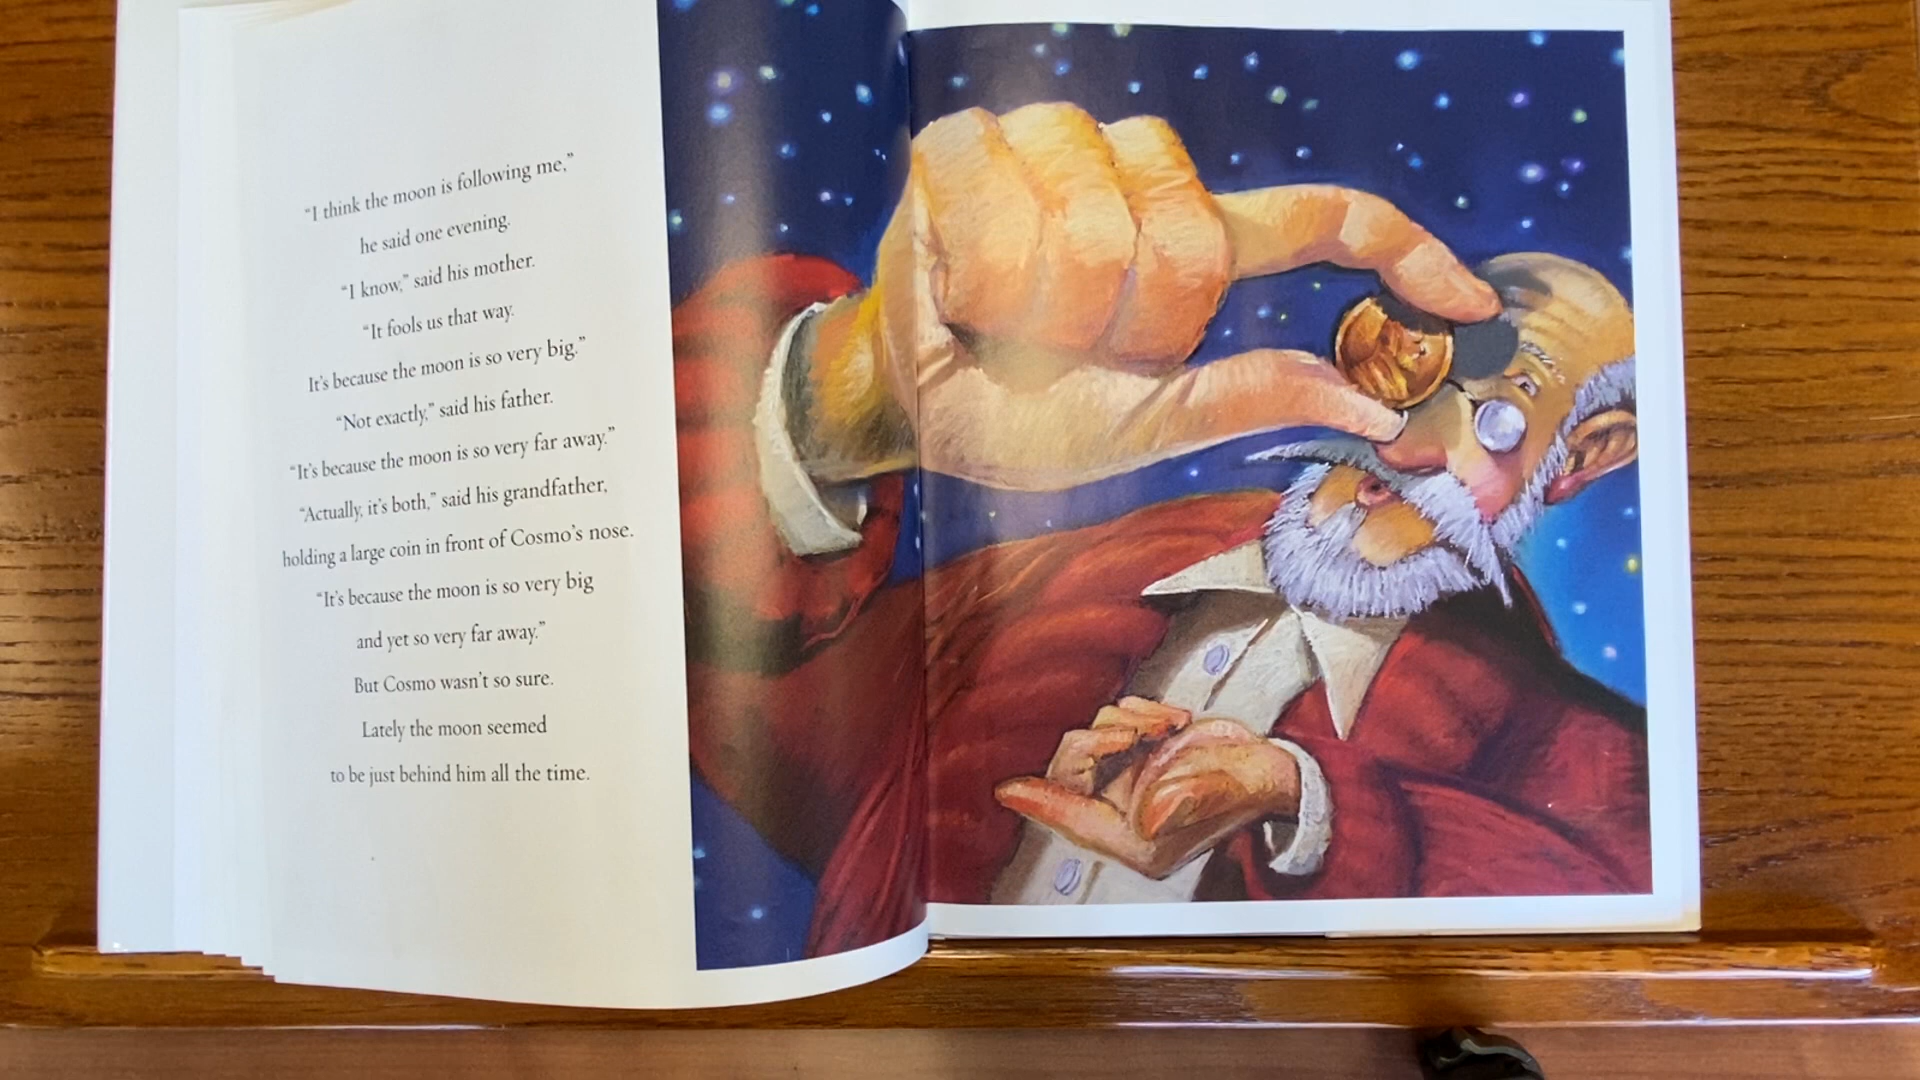 “I think the moon is following me,”
he said one evening.
“I know,” said his mother.
“It fools us that way.
It’s because the moon is so very big.”
“Not exactly,” said his father.
“It’s because the moon is so very far away.”
“Actually, it’s both,” said his grandfather,
holding a large coin in front of Cosmo’s nose.
“It’s because the moon is so very big
and yet so very far away.”
But Cosmo wasn’t so sure.
Lately the moon seemed
to be just behind him all the time.